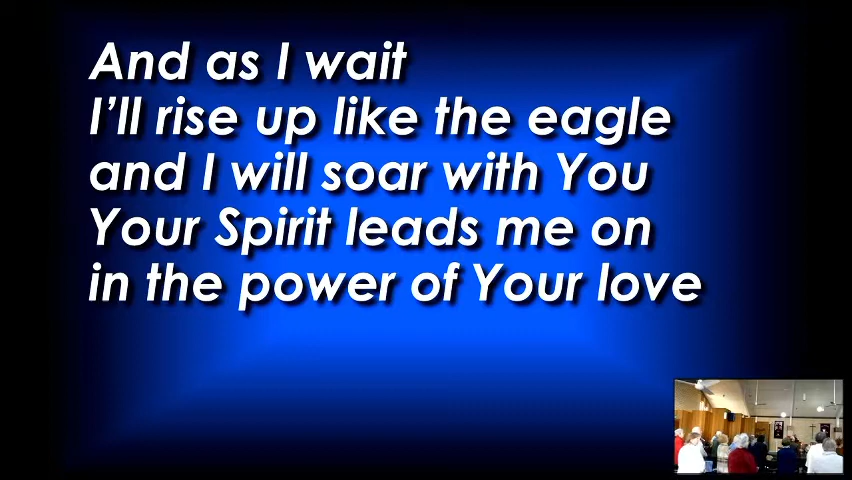 And as I wait
I'll rise up like the eagle
and I will soar with You
Your Spirit leads me on
in the power of Your love